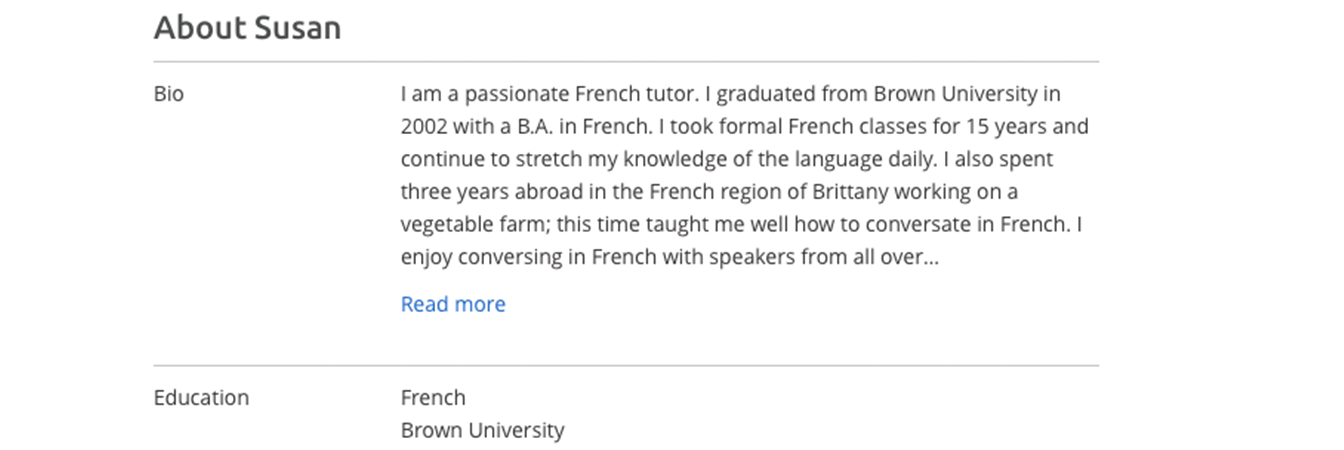 About Susan
Bio
I am a passionate French tutor. I graduated from Brown University in
2002 with a B.A. in French. I took formal French classes for 15 years and
continue to stretch my knowledge of the language daily. I also spent
three years abroad in the French region of Brittany working on a
vegetable farm; this time taught me well how to conversate in French. I
enjoy conversing in French with speakers from all over...
Read more
Education
French
Brown University